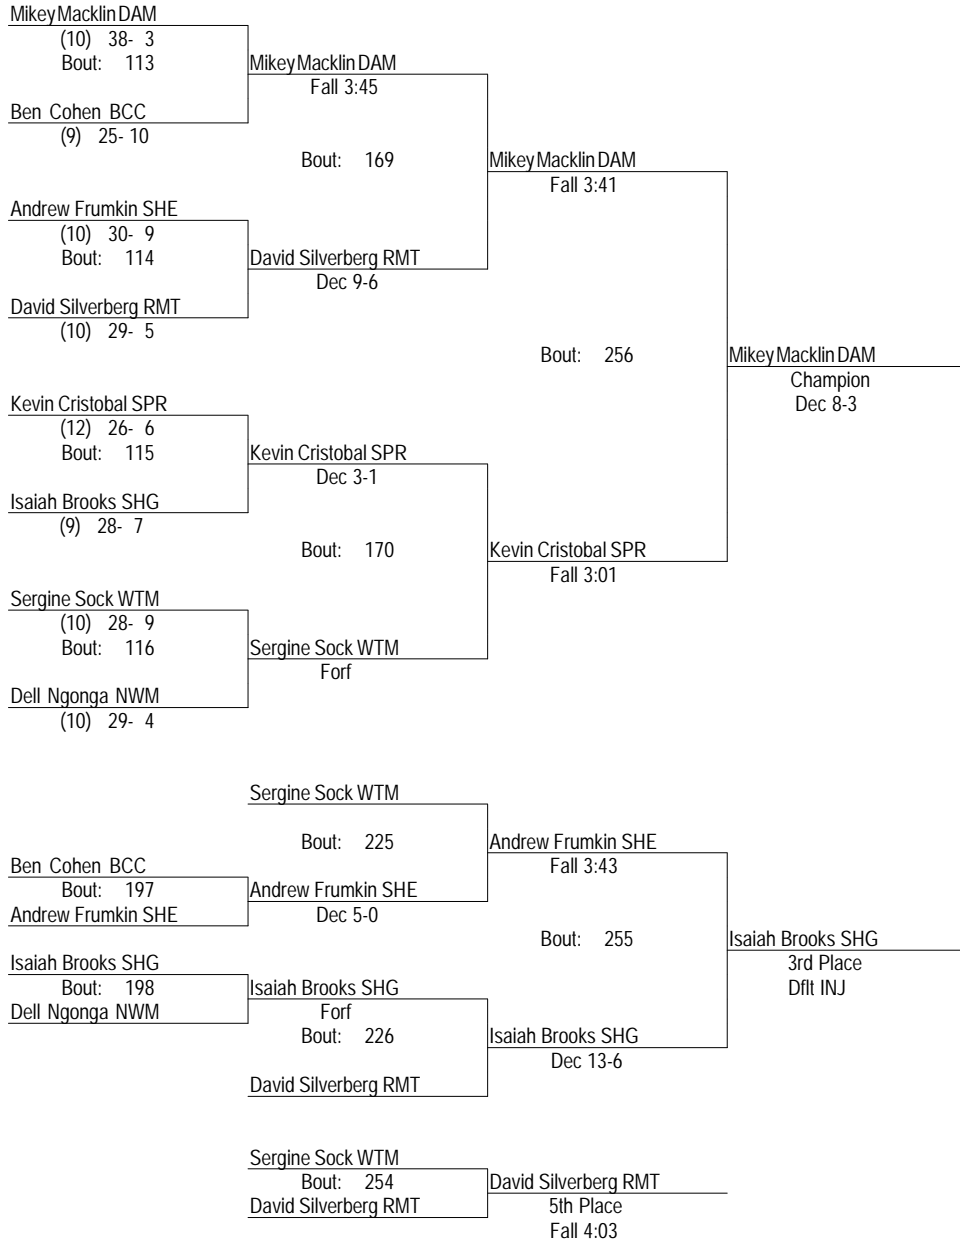 Mikey Macklin DAM
(10) 38- 3
Bout: 113
Mikey Macklin DAM
Fall 3:45
Ben Cohen BCC
(9) 25- 10
Bout: 169
Mikey Macklin DAM
Fall 3:41
Andrew Frumkin SHE
(10) 30- 9
Bout: 114
David Silverberg RMT
Dec 9-6
David Silverberg RMT
(10) 29- 5
Bout: 256
Mikey Macklin DAM
Champion
Dec 8-3
Kevin Cristobal SPR
(12) 26- 6
Bout: 115
Kevin Cristobal SPR
Dec 3-1
Isaiah Brooks SHG
(9) 28- 7
Bout: 170
Kevin Cristobal SPR
Fall 3:01
Sergine Sock WTM
(10) 28- 9
Bout: 116
Sergine Sock WTM
Forf
Dell Ngonga NWM
(10) 29- 4
Sergine Sock WTM
Bout: 225
Andrew Frumkin SHE
Fall 3:43
Ben Cohen BCC
Bout: 197
Andrew Frumkin SHE
Andrew Frumkin SHE
Dec 5-0
Bout: 255
Isaiah Brooks SHG
3rd Place
Dflt INJ
Isaiah Brooks SHG
Bout: 198
Dell Ngonga NWM
Isaiah Brooks SHG
Forf
Bout: 226
Isaiah Brooks SHG
Dec 13-6
David Silverberg RMT
Sergine Sock WTM
Bout: 254
David Silverberg RMT
David Silverberg RMT
5th Place
Fall 4:03